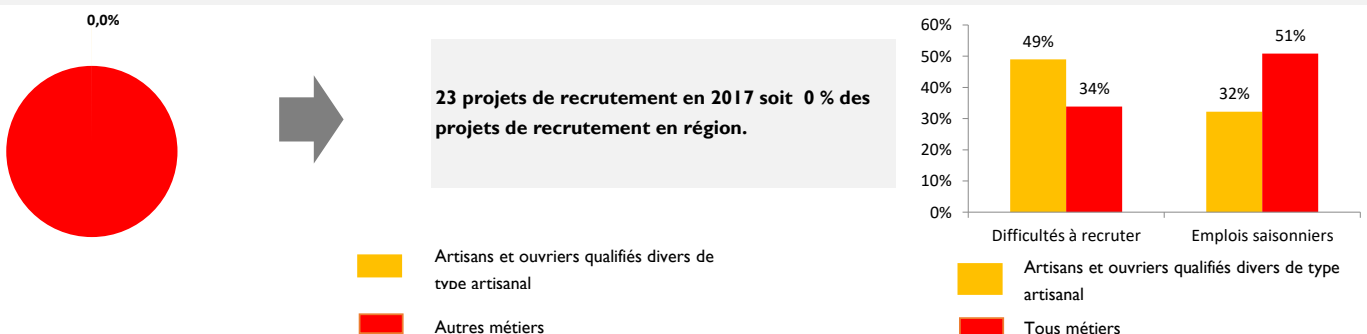 0,0%
23 projets de recrutement en 2017 soit 0 % des
projets de recrutement en région.
Artisans et ouvriers qualifiés divers de
type artisanal
Autres métiers
60%
50%
40%
30%
20%
10%
0%
49%
34%
32%
51%
Difficultés à recruter
Emplois saisonniers
Artisans et ouvriers qualifiés divers de type
artisanal
Tous métiers